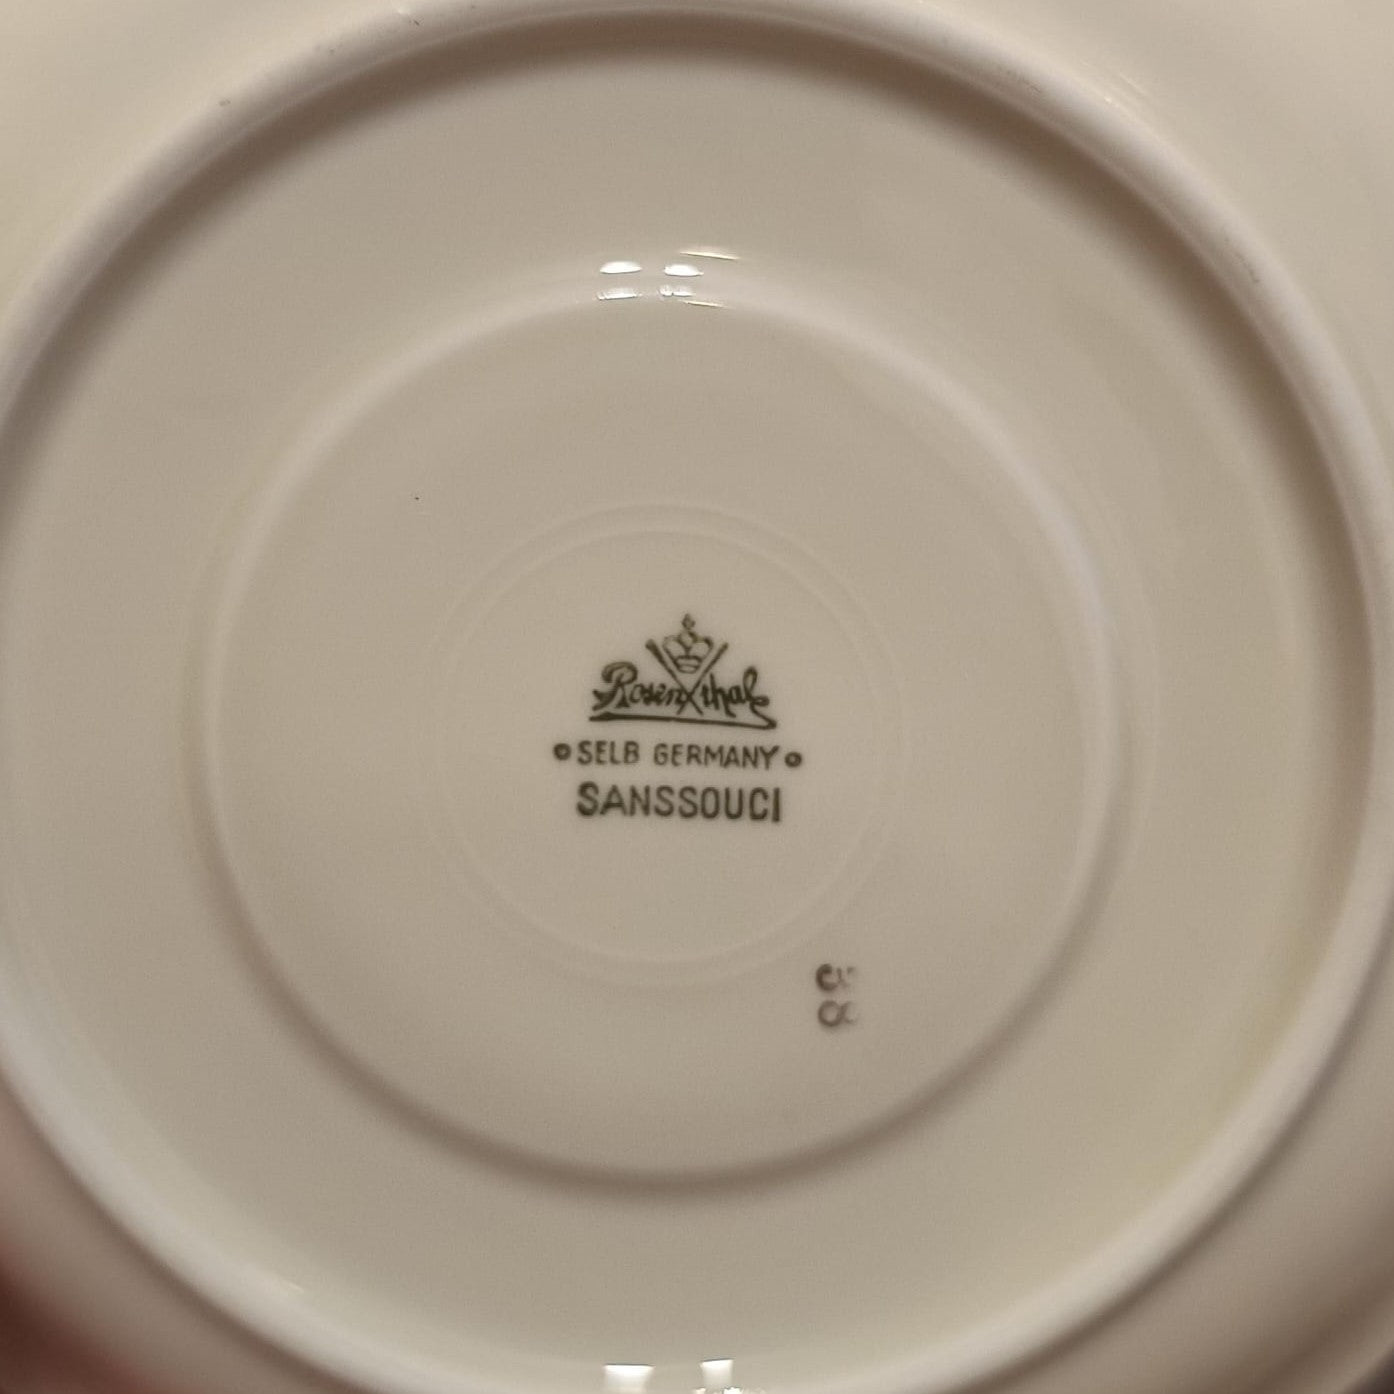 Rosenthal
SELB GERMANY
SANSSOUCI